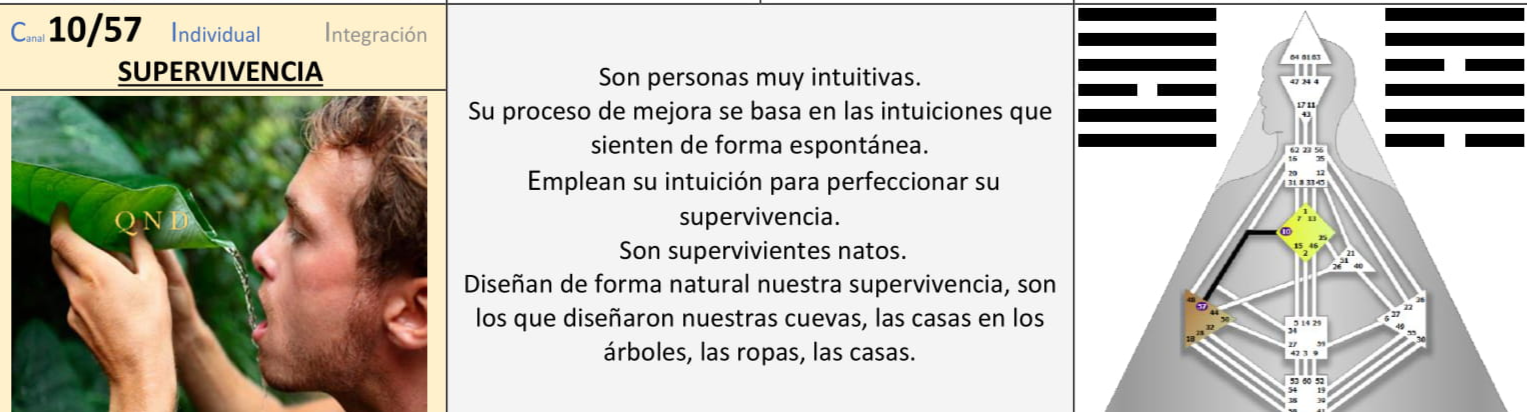 Canal 10/57 Individual Integración
SUPERVIVENCIA
QND
Son personas muy intuitivas.
Su proceso de mejora se basa en las intuiciones que
sienten de forma espontánea.
Emplean su intuición para perfeccionar su
supervivencia.
Son supervivientes natos.
Diseñan de forma natural nuestra supervivencia, son
los que diseñaron nuestras cuevas, las casas en los
árboles, las ropas, las casas.
64 61 63
47 24 4
17 11
43
62 23 56
16 35
20 12
31 8 33 45
1
7 13
10 25
15 46
2
21
26 40
48
57
44
50
32
18
36
22
37
6
49
55
30
5 14 29
34
27 59
42 3 9
53 60 52
54 19
38 39